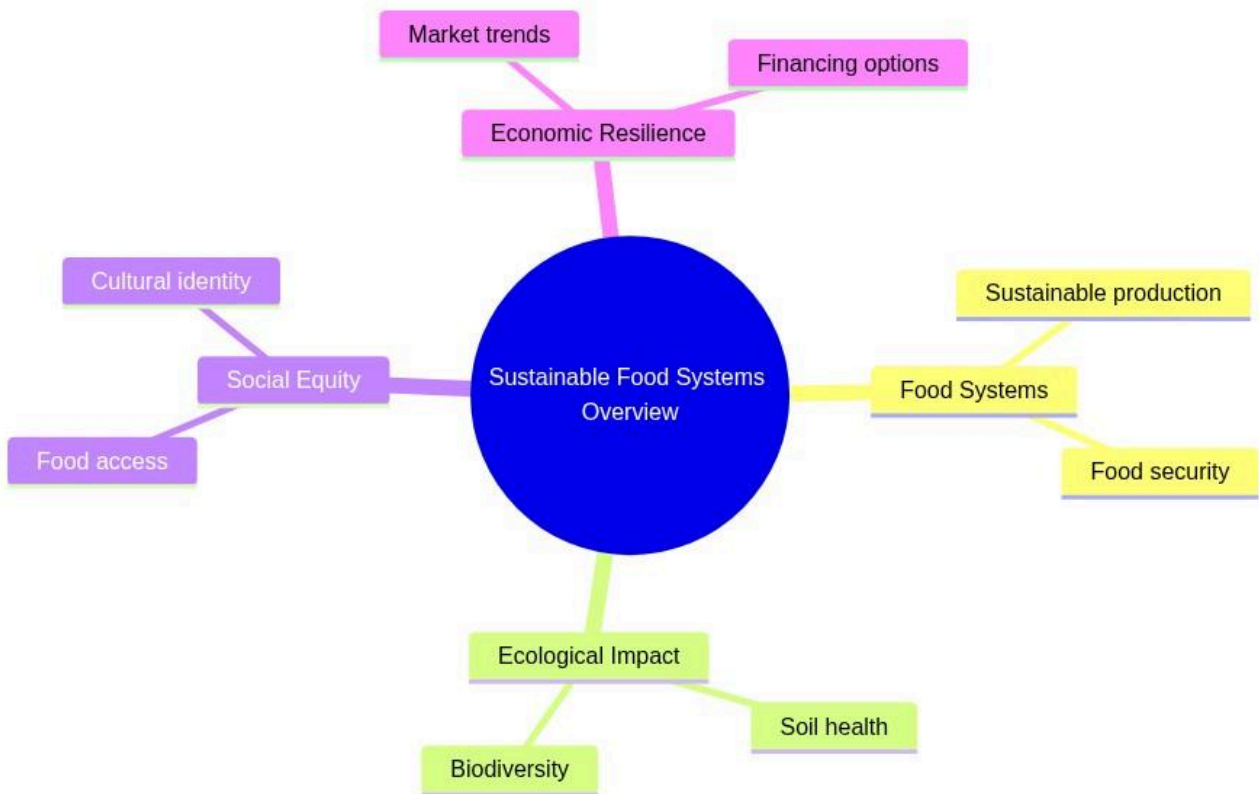 Market trends
Financing options
Economic Resilience
Cultural identity
Sustainable production
Social Equity
Sustainable Food Systems
Overview
Food Systems
Food access
Food security
Ecological Impact
Soil health
Biodiversity